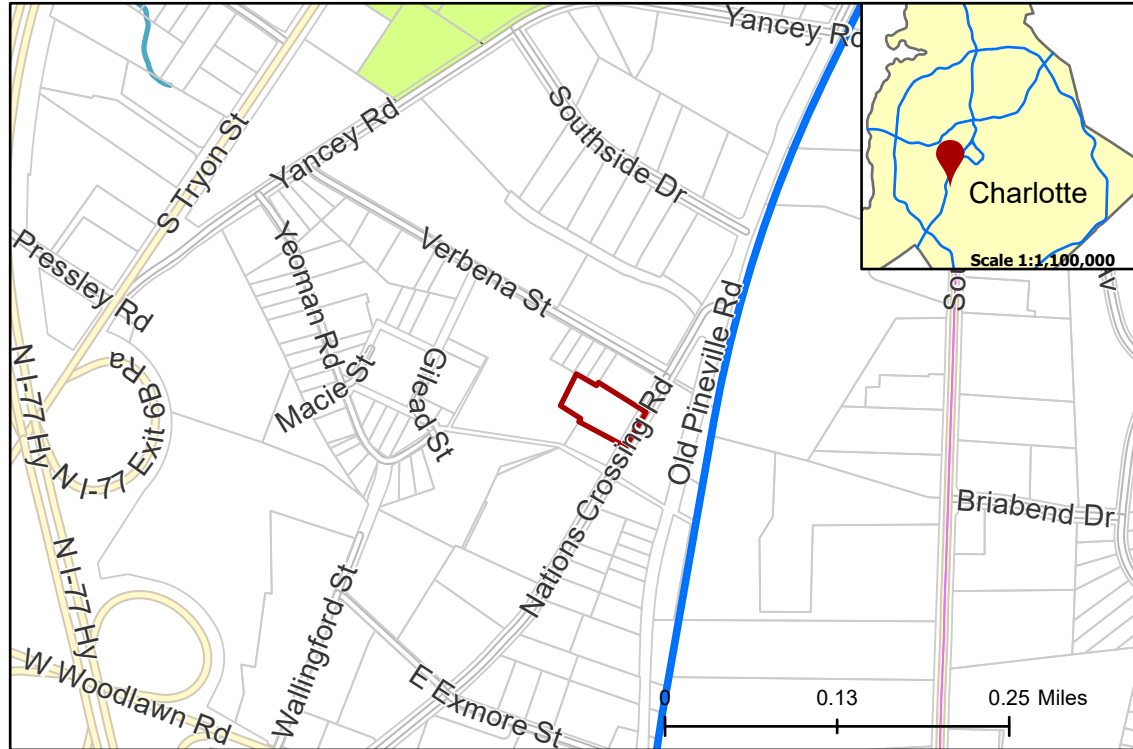 Yancey Rd
Charlotte
Scale 1:1,100,000
Yancey Rd
Southside Dr
S Tryon St
Pressley Rd
Verbena St
Yeoman Rd
Gilead St
Macie St
N I-77 Exit 6B Ra
N I-77 Hy
N I-77 Hy
Old Pineville Rd
Nations Crossing Rd
Briabend Dr
Wallingford St
W Woodlawn Rd
E Exmore St
0 0.13 0.25 Miles